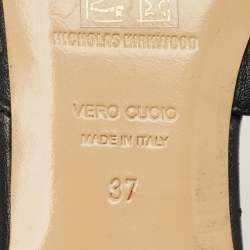 NICHOLAS KIRKWOOD
VERO CUOIO
MADE IN ITALY
37